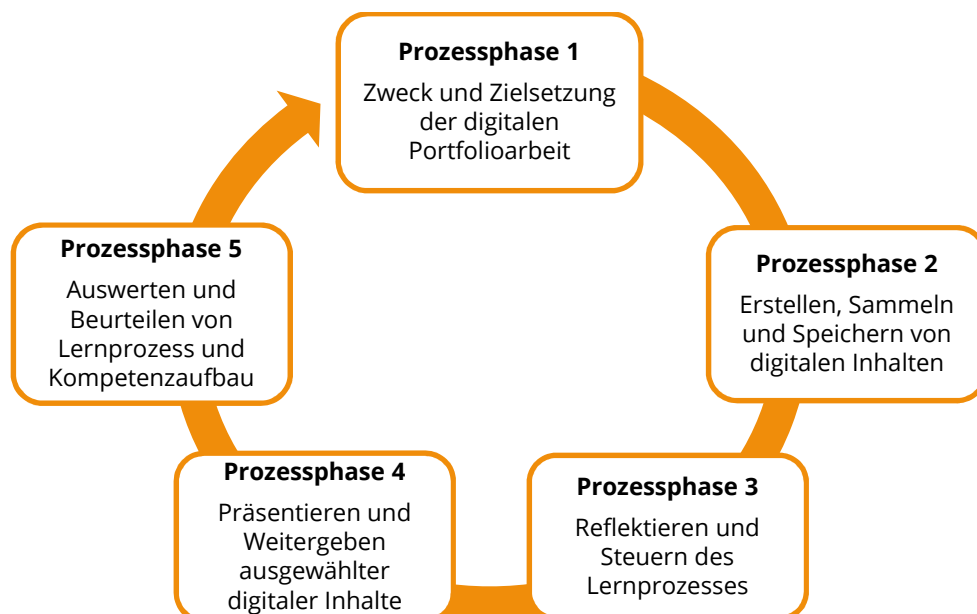 Prozessphase 1
Zweck und Zielsetzung
der digitalen
Portfolioarbeit
Prozessphase 2
Erstellen, Sammeln
und Speichern von
digitalen Inhalten
Prozessphase 3
Reflektieren und
Steuern des
Lernprozesses
Prozessphase 4
Präsentieren und
Weitergeben
ausgewählter
digitaler Inhalte
Prozessphase 5
Auswerten und
Beurteilen von
Lernprozess und
Kompetenzaufbau